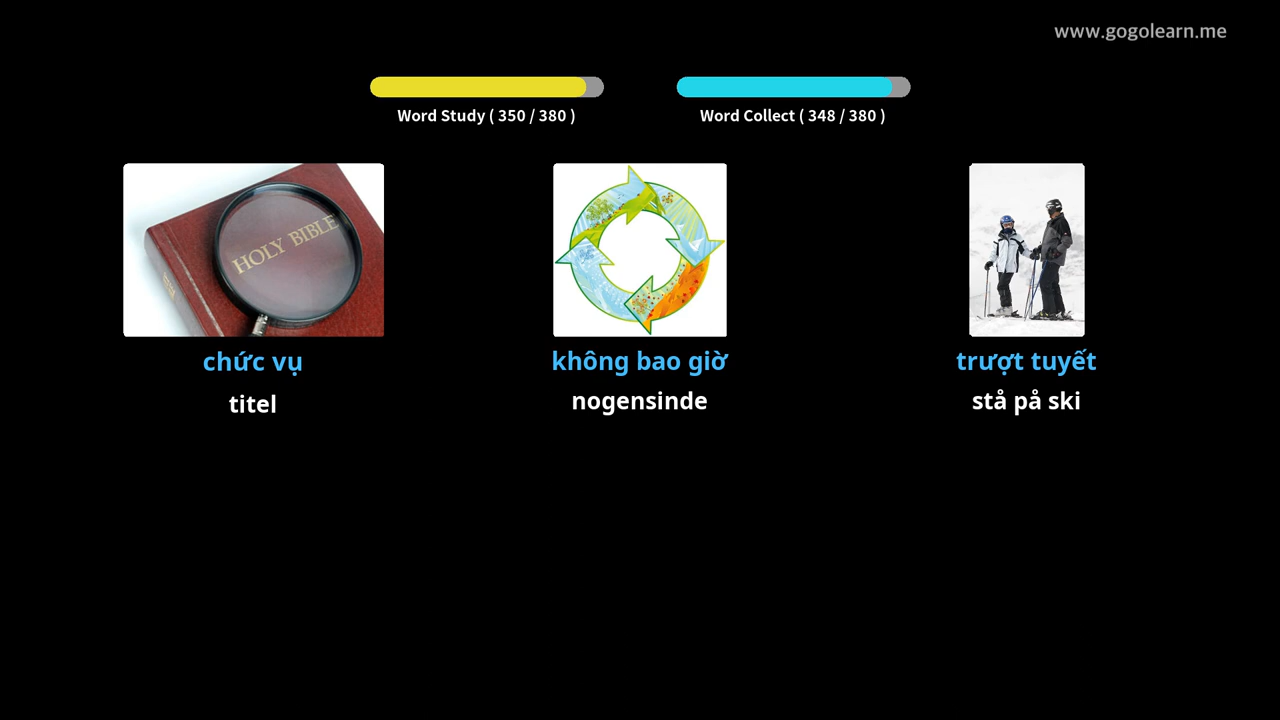 www.gogolearn.me
Word Study ( 350 / 380 )
Word Collect ( 348 / 380 )
HOLY BIBLE
chức vụ
không bao giờ
trượt tuyết
titel
nogensinde
stå på ski